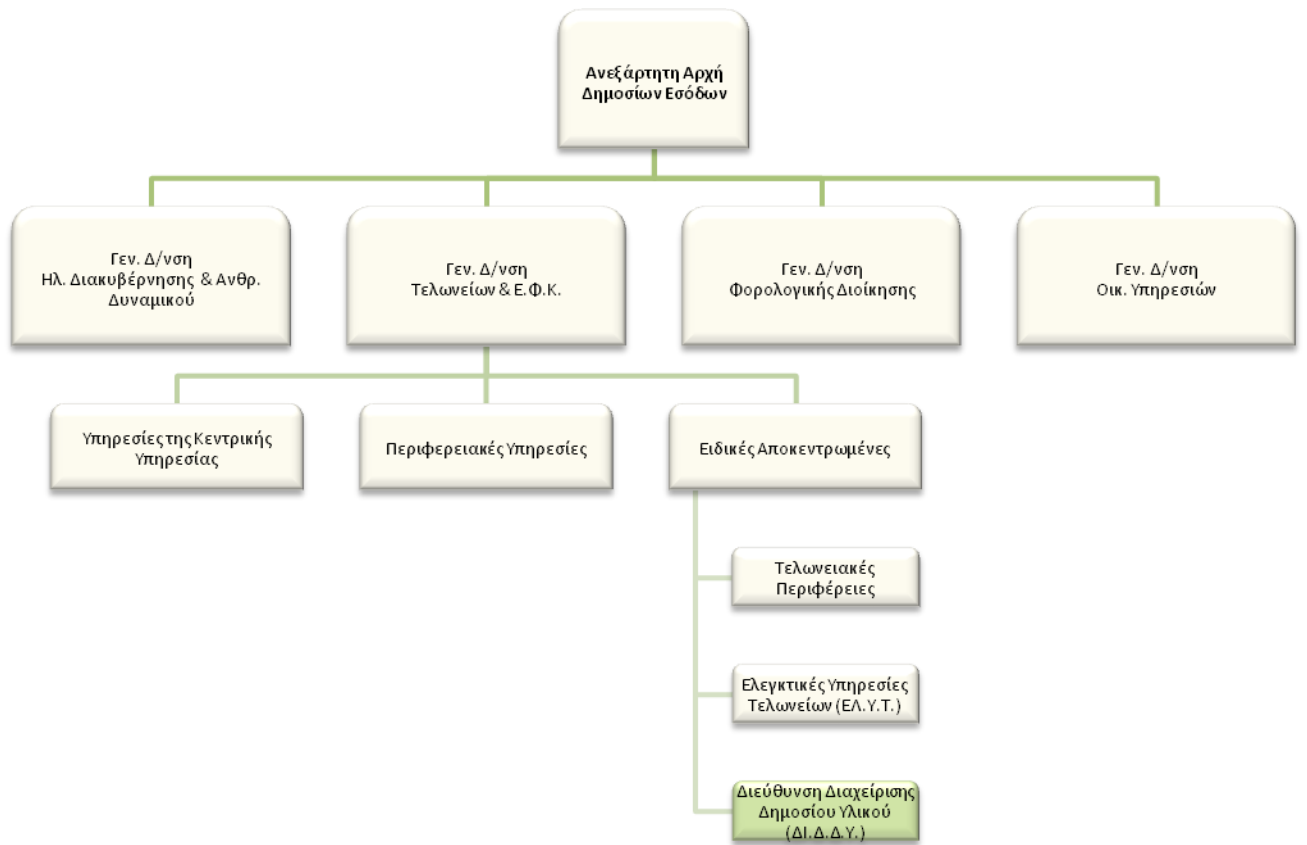 Ανεξάρτητη Αρχή
Δημοσίων Εσόδων
Γεν. Δ/νση
Ηλ. Διακυβέρνησης & Ανθρ.
Δυναμικού
Γεν. Δ/νση
Τελωνείων & Ε.Φ.Κ.
Γεν. Δ/νση
Φορολογικής Διοίκησης
Γεν. Δ/νση
Οικ. Υπηρεσιών
Υπηρεσίες της Κεντρικής
Υπηρεσίας
Περιφερειακές Υπηρεσίες
Ειδικές Αποκεντρωμένες
Τελωνειακές
Περιφέρειες
Ελεγκτικές Υπηρεσίες
Τελωνείων (ΕΛ.Υ.Τ.)
Διεύθυνση Διαχείρισης
Δημοσίου Υλικού
(ΔΙ.Δ.Δ.Υ.)